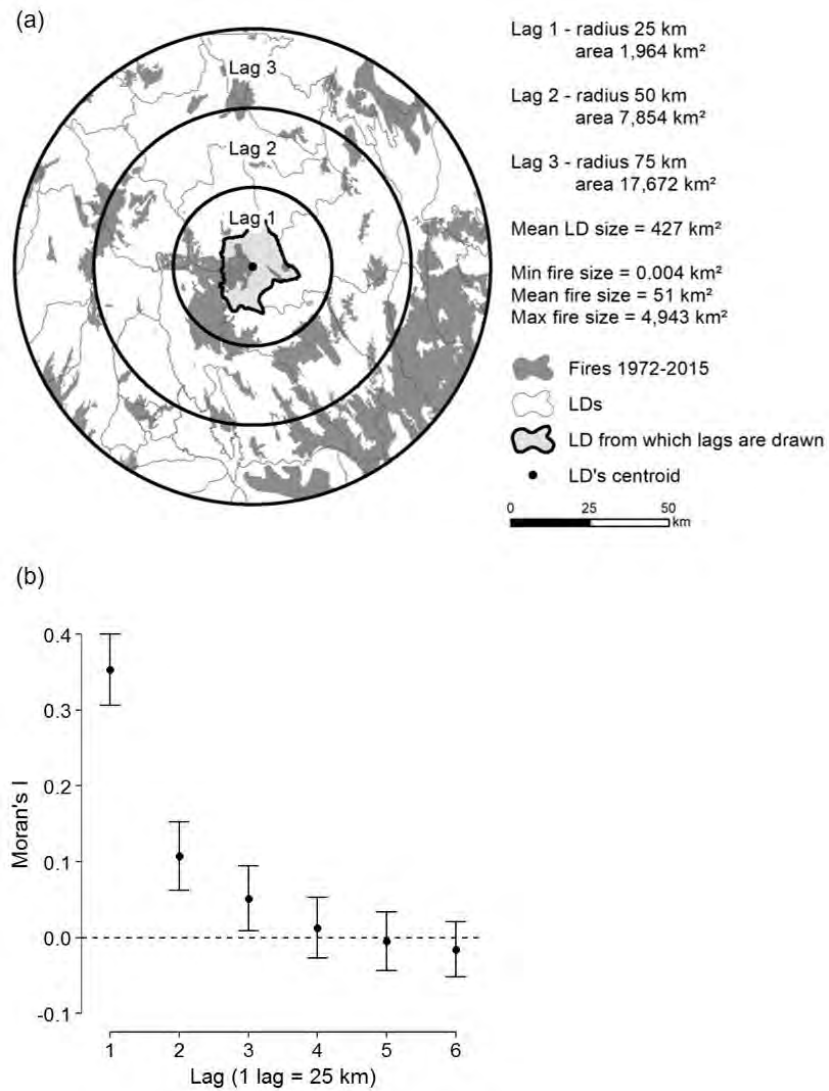 (a)
Lag 3
Lag 2
Lag 1
Lag 1 - radius 25 km
area 1,964 km²
Lag 2 - radius 50 km
area 7,854 km²
Lag 3 - radius 75 km
area 17,672 km²
Mean LD size = 427 km²
Min fire size = 0.004 km²
Mean fire size = 51 km²
Max fire size = 4,943 km²
Fires 1972-2015
LDs
LD from which lags are drawn
LD's centroid
0 25 50
km
(b)
Moran's I
0.4
0.3
0.2
0.1
0.0
-0.1
1 2 3 4 5 6
Lag (1 lag = 25 km)